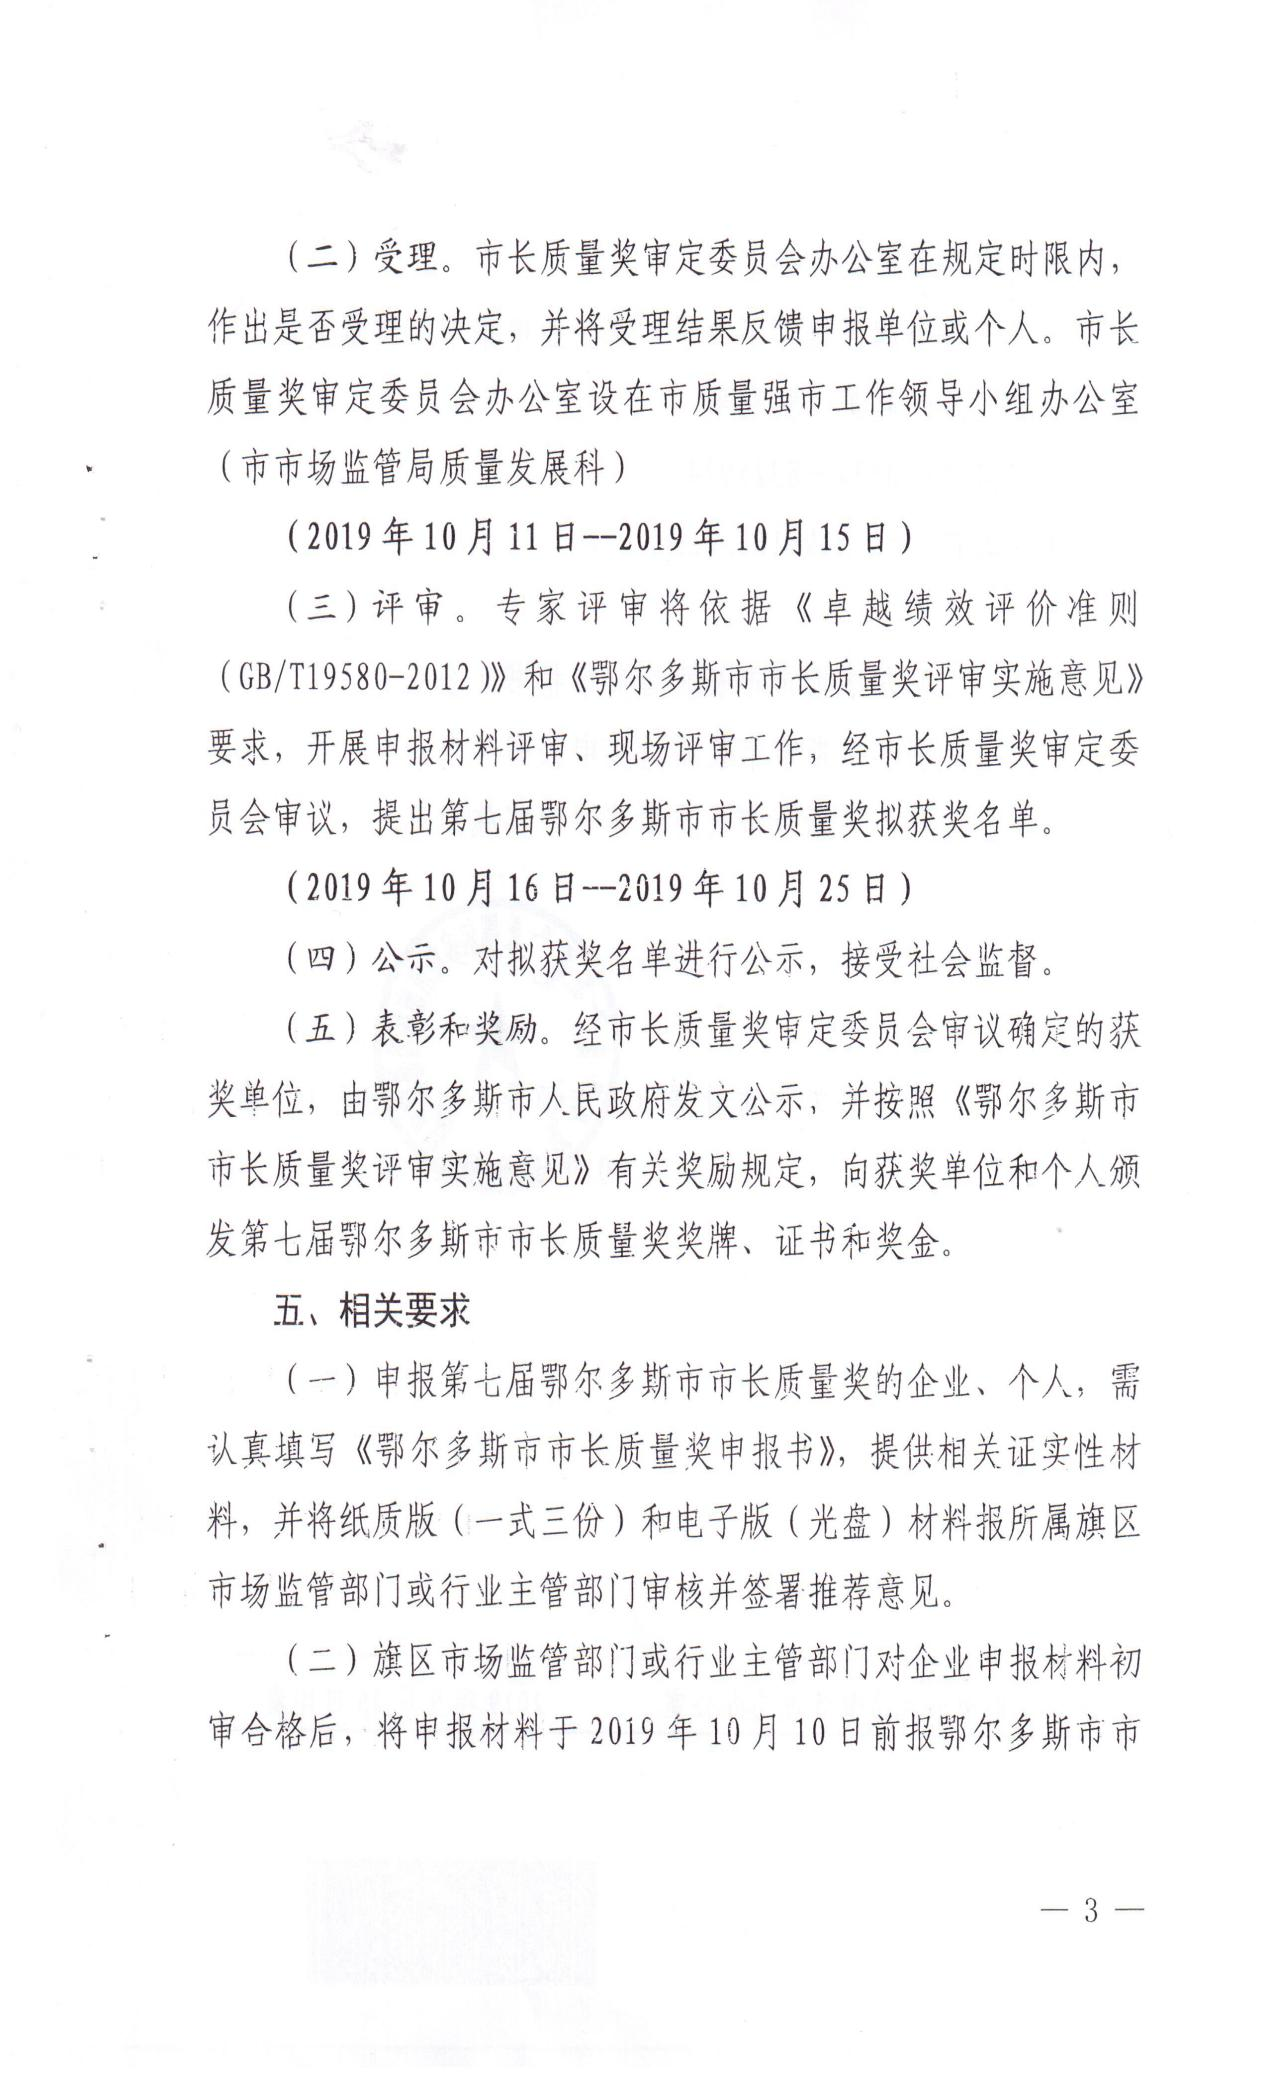 （二）受理。市长质量奖审定委员会办公室在规定时限内，
作出是否受理的决定，并将受理结果反馈申报单位或个人。市长
质量奖审定委员会办公室设在市质量强市工作领导小组办公室
（市市场监管局质量发展科）
（2019年10月11日--2019年10月15日）
（三）评审。专家评审将依据《卓越绩效评价准则
（GB/T19580-2012）》和《鄂尔多斯市市长质量奖评审实施意见》
要求，开展申报材料评审、现场评审工作，经市长质量奖审定委
员会审议，提出第七届鄂尔多斯市市长质量奖拟获奖名单。
（2019年10月16日--2019年10月25日）
（四）公示。对拟获奖名单进行公示，接受社会监督。
（五）表彰和奖励。经市长质量奖审定委员会审议确定的获
奖单位，由鄂尔多斯市人民政府发文公示，并按照《鄂尔多斯市
市长质量奖评审实施意见》有关奖励规定，向获奖单位和个人颁
发第七届鄂尔多斯市市长质量奖奖牌、证书和奖金。
五、相关要求
（一）申报第七届鄂尔多斯市市长质量奖的企业、个人，需
认真填写《鄂尔多斯市市长质量奖申报书》，提供相关证实性材
料，并将纸质版（一式三份）和电子版（光盘）材料报所属旗区
市场监管部门或行业主管部门审核并签署推荐意见。
（二）旗区市场监管部门或行业主管部门对企业申报材料初
审合格后，将申报材料于2019年10月10日前报鄂尔多斯市市
— 3 —